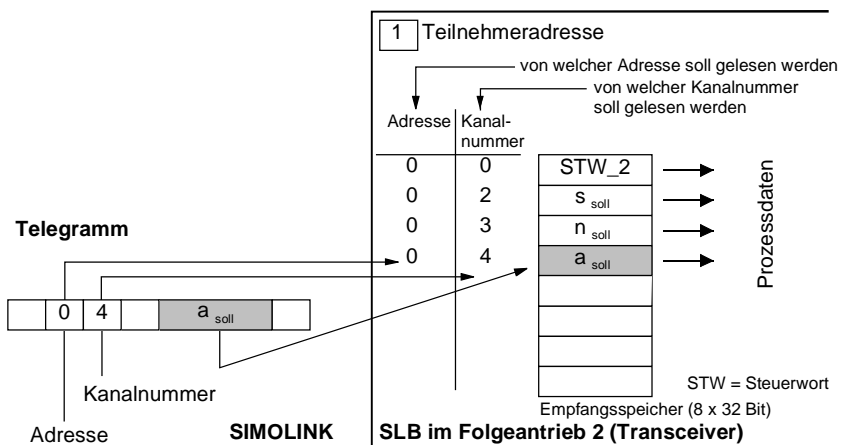 1 Teilnehmeradresse
von welcher Adresse soll gelesen werden
von welcher Kanalnummer
soll gelesen werden
Adresse Kanal-
nummer
0 0 STW_2
0 2 s soll
0 3 n soll
0 4 a soll
Prozessdaten
Telegramm
0 4 a soll
Kanalnummer
Adresse
STW = Steuerwort
Empfangsspeicher (8 x 32 Bit)
SIMOLINK SLB im Folgeantrieb 2 (Transceiver)